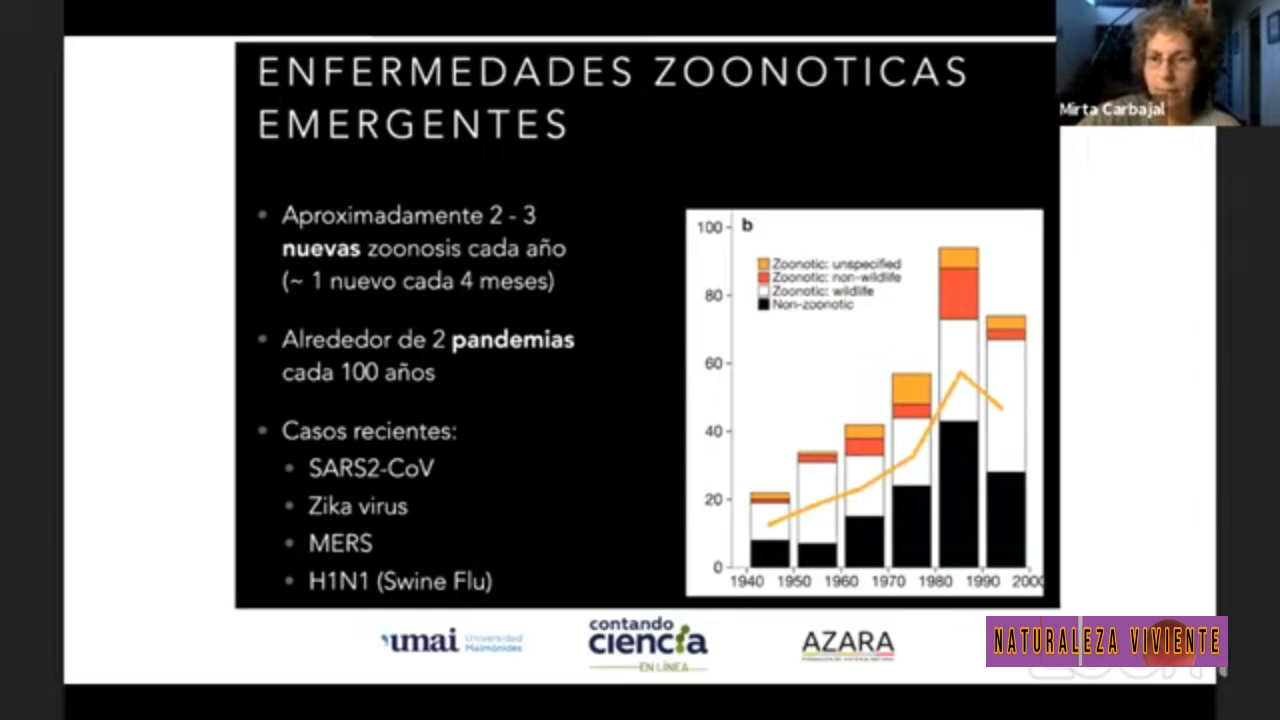 ENFERMEDADES ZOONOTICAS
EMERGENTES
Mirta Carbajal
• Aproximadamente 2 - 3
nuevas zoonosis cada año
(~ 1 nuevo cada 4 meses)
• Alrededor de 2 pandemias
cada 100 años
• Casos recientes:
• SARS2-CoV
• Zika virus
• MERS
• H1N1 (Swine Flu)
b
100
80
60
40
20
0
Zoonotic: unspecified
Zoonotic: non-wildlife
Zoonotic: wildlife
Non-zoonotic
1940 1950 1960 1970 1980 1990 2000
umai Universidad
Maimónides
contando
ciencia
EN LÍNEA
AZARA
NATURALEZA VIVIENTE